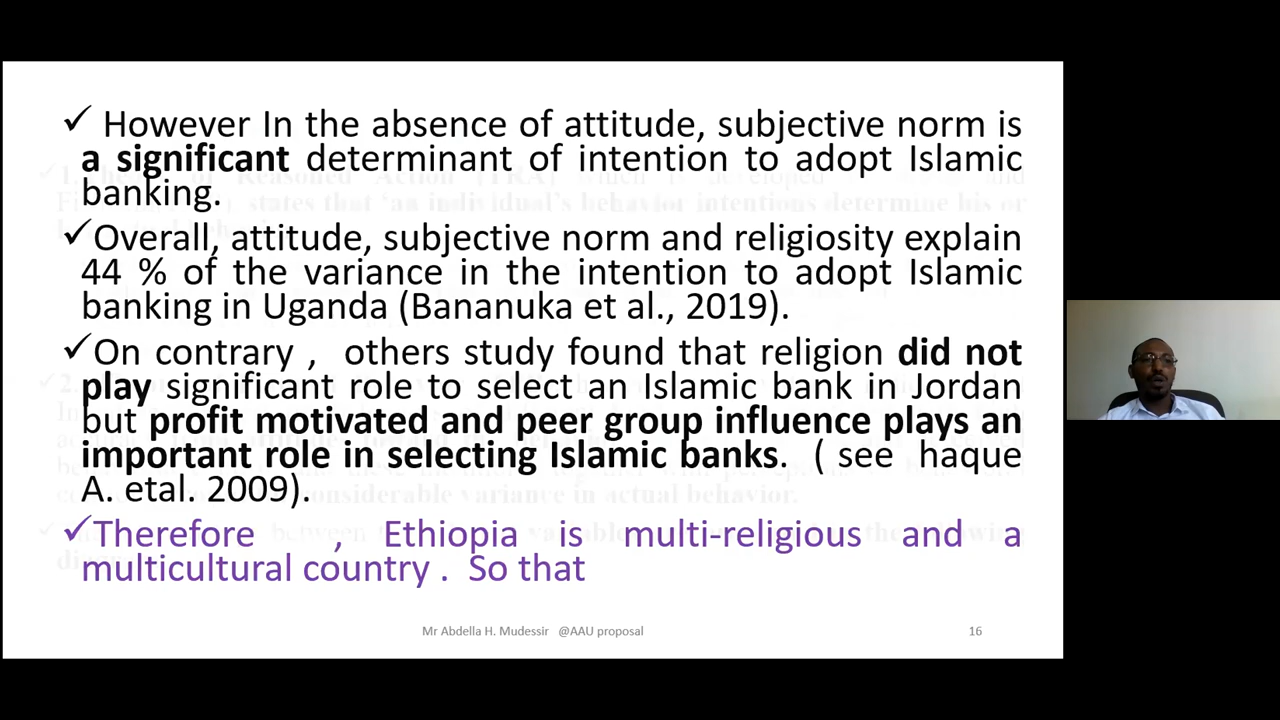 ✓ However In the absence of attitude, subjective norm is
a significant determinant of intention to adopt Islamic
banking.
✓Overall, attitude, subjective norm and religiosity explain
44 % of the variance in the intention to adopt Islamic
banking in Uganda (Bananuka et al., 2019).
✓On contrary , others study found that religion did not
play significant role to select an Islamic bank in Jordan
but profit motivated and peer group influence plays an
important role in selecting Islamic banks. ( see haque
A. etal. 2009).
✓Therefore , Ethiopia is multi-religious and a
multicultural country . So that
Mr Abdella H. Mudessir @AAU proposal
16